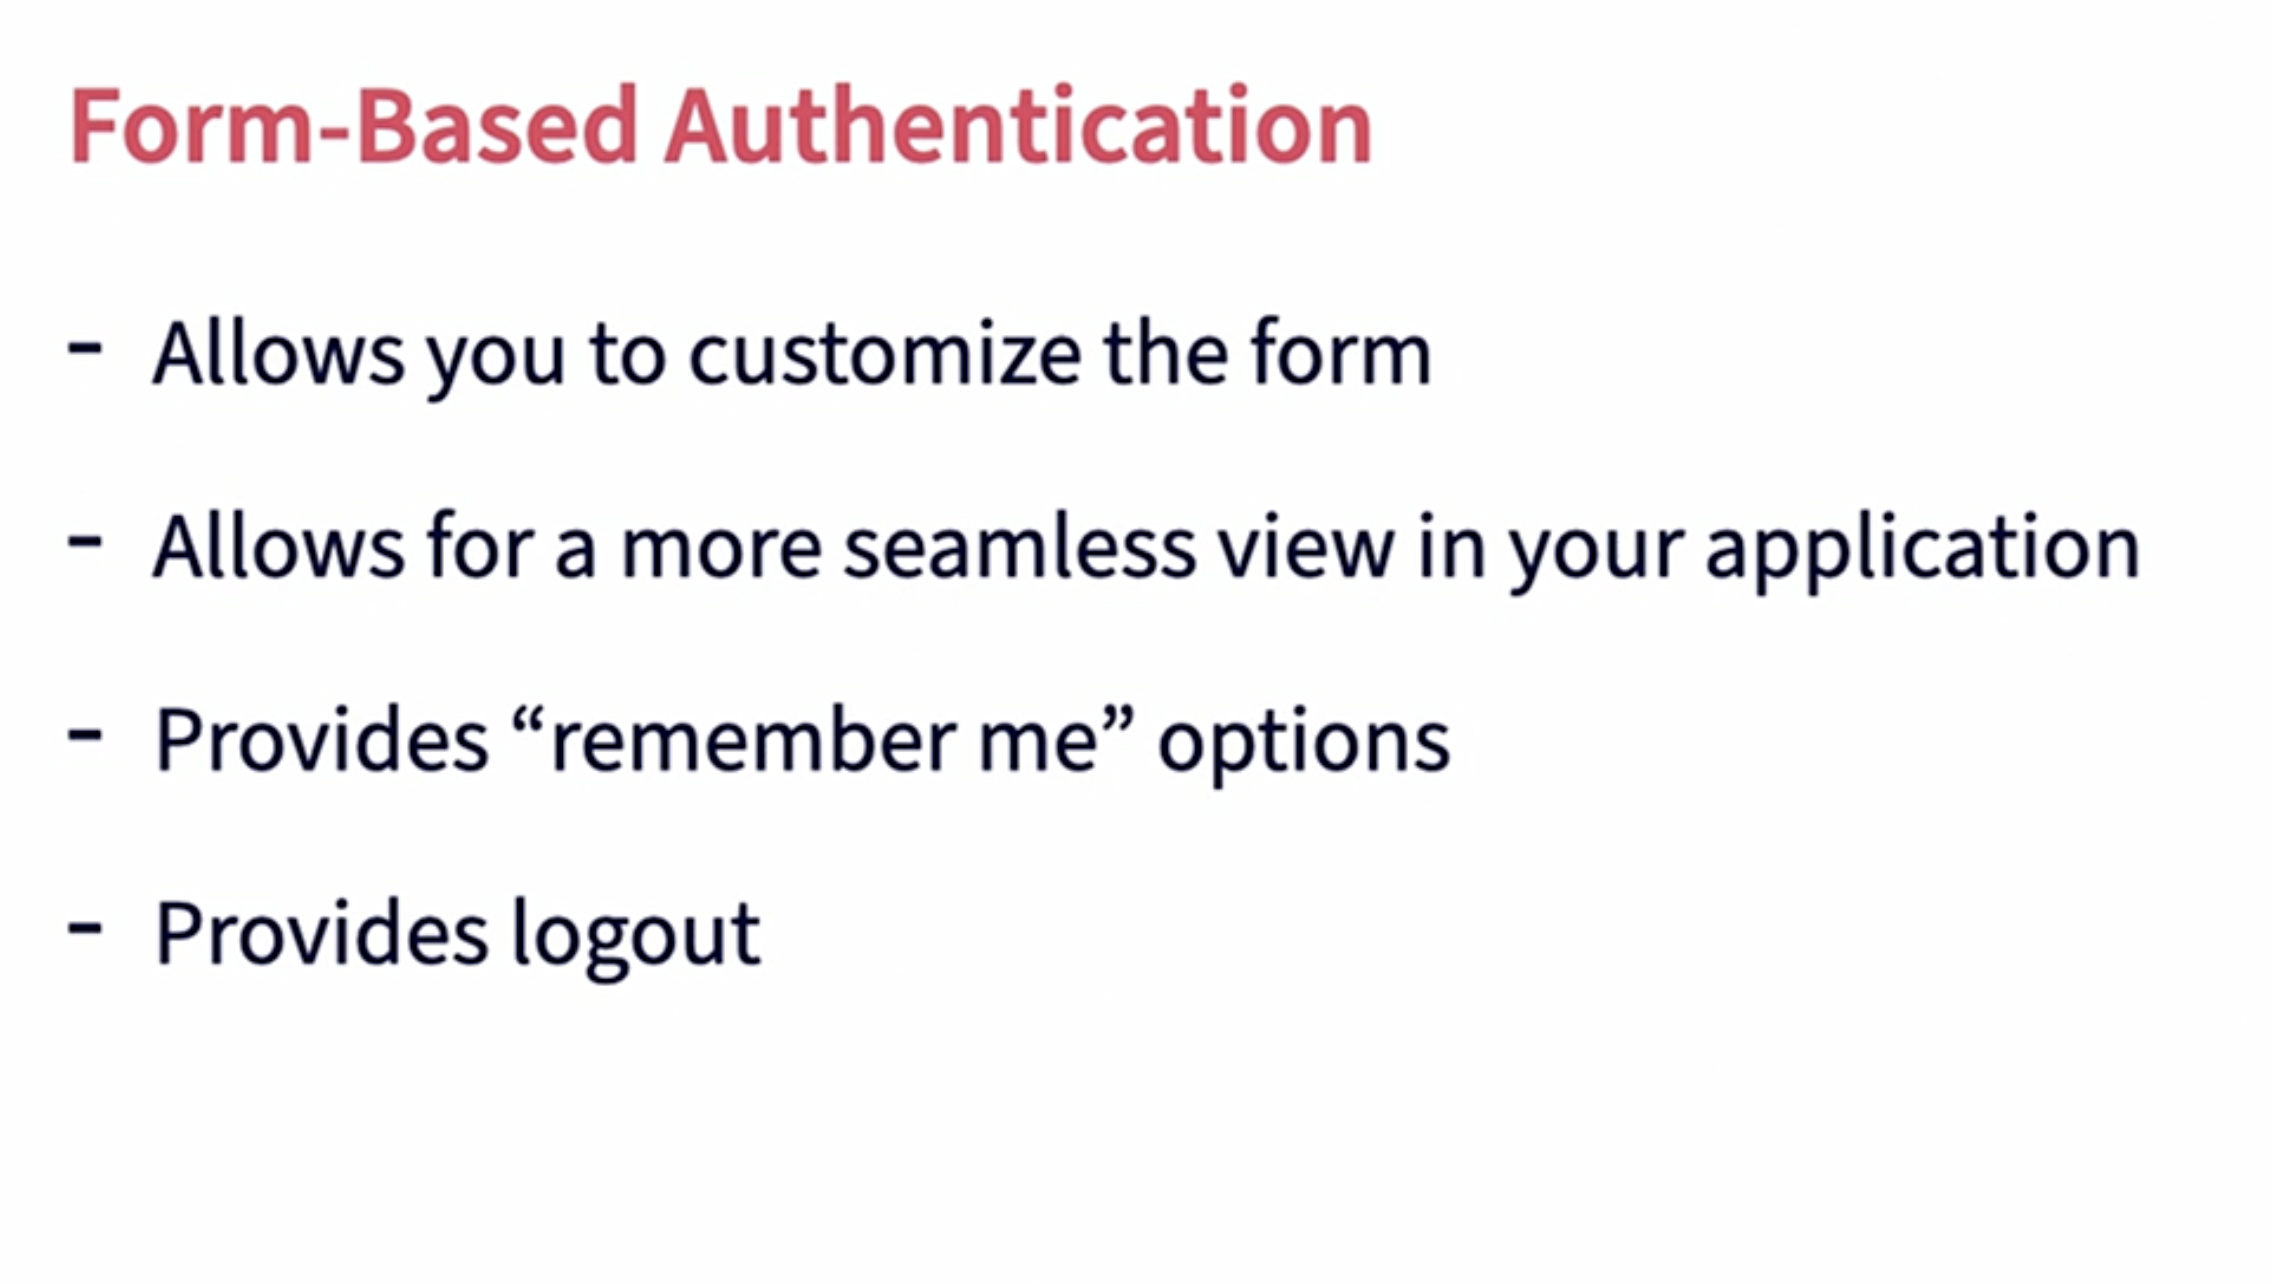 Form-Based Authentication
- Allows you to customize the form
- Allows for a more seamless view in your application
- Provides “remember me” options
- Provides logout